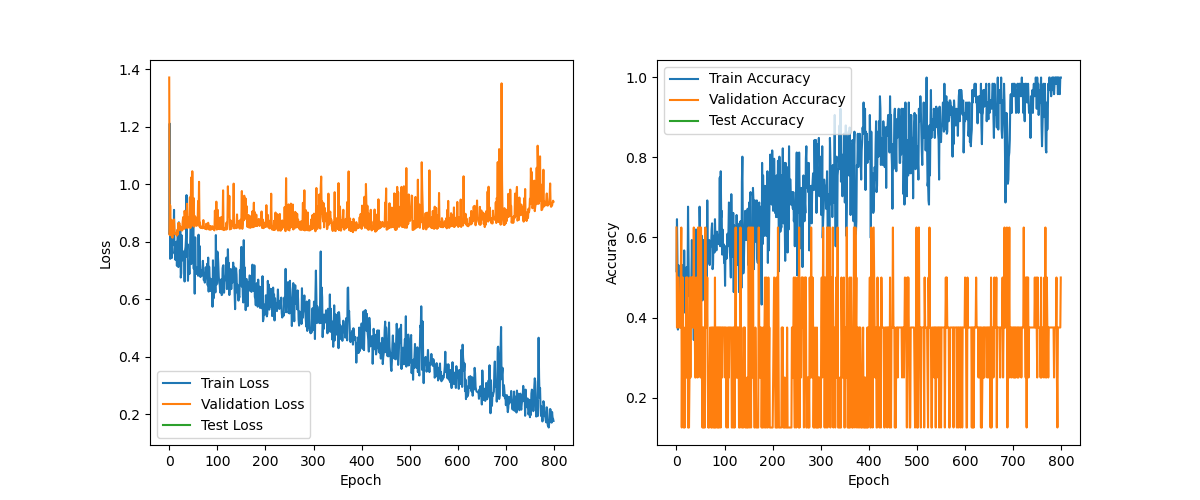 1.4
1.2
1.0
0.8
0.6
0.4
0.2
Loss
Train Loss
Validation Loss
Test Loss
0 100 200 300 400 500 600 700 800
Epoch
1.0
0.8
0.6
0.4
0.2
Accuracy
Train Accuracy
Validation Accuracy
Test Accuracy
0 100 200 300 400 500 600 700 800
Epoch